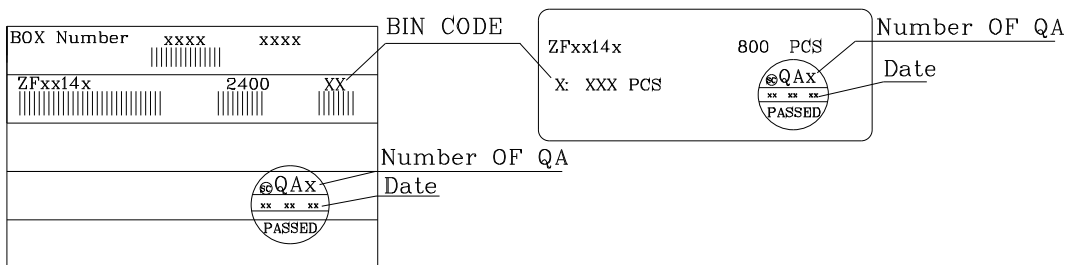 BOX Number xxxx xxxx
ZFxx14x 2400 XX
QAx
xx xx xx
PASSED
Number OF QA
Date
BIN CODE
ZFxx14x 800 PCS
X: XXX PCS
QAx
xx xx xx
PASSED
Number OF QA
Date